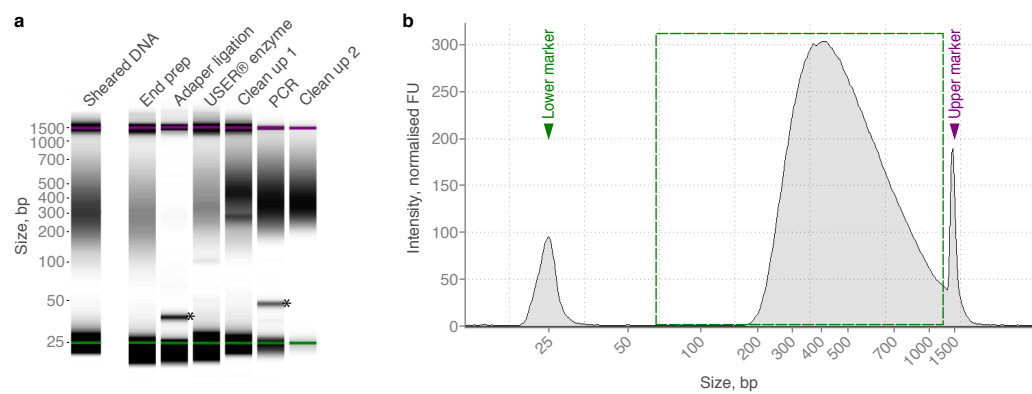 a
Sheared DNA
End prep
Adaper ligation
USER® enzyme
Clean up 1
PCR
Clean up 2
1500
1000
700
500
400
300
200
100
50
25
Size, bp
*
*
b
Lower marker
Upper marker
300
250
200
150
100
50
0
Intensity, normalised FU
25
50
100
200
300
400
500
700
1000
1500
Size, bp